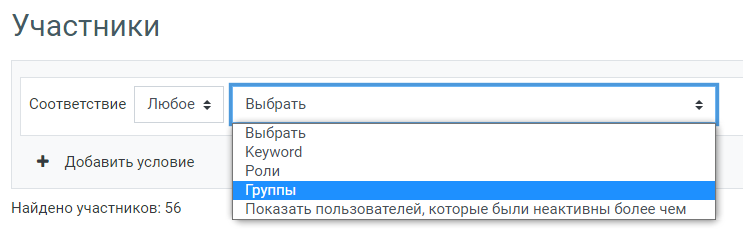 Участники
Соответствие Любое Выбрать
Выбрать
Keyword
Роли
Группы
Показать пользователей, которые были неактивны более чем
Добавить условие
Найдено участников: 56